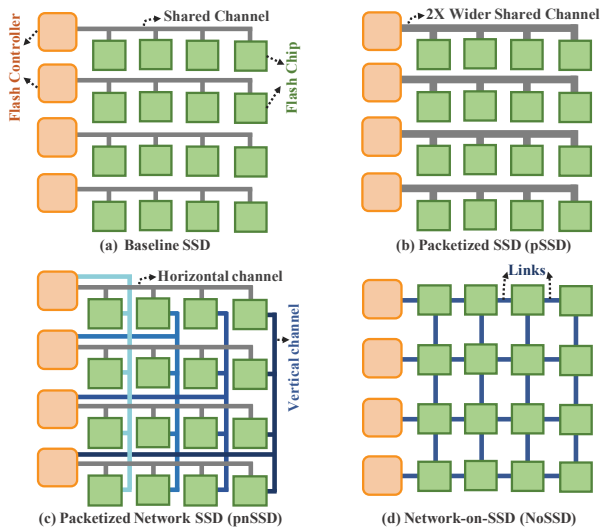 Shared Channel
Flash Controller
Flash Chip
(a) Baseline SSD
2X Wider Shared Channel
(b) Packetized SSD (pSSD)
Horizontal channel
Vertical channel
(c) Packetized Network SSD (pnSSD)
Links
(d) Network-on-SSD (NoSSD)